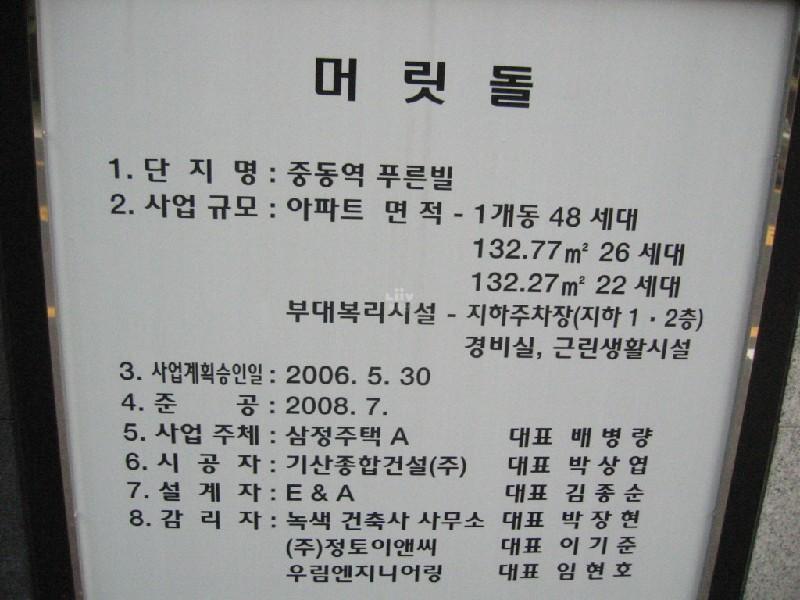 머릿돌
1. 단 지 명 : 중동역 푸른빌
2. 사업 규모 : 아파트 면 적 - 1개동 48 세대
132.77㎡ 26 세대
132.27㎡ 22 세대
Liiv
부대복리시설 - 지하주차장(지하 1 · 2층)
경비실, 근린생활시설
3. 사업계획승인일 : 2006. 5. 30
4. 준 공 : 2008. 7.
5. 사업 주체 : 삼정주택 A 대표 배 병 량
6. 시 공 자 : 기산종합건설(주) 대표 박 상 엽
7. 설 계 자 : E & A 대표 김 종 순
8. 감 리 자 : 녹색 건축사 사무소 대표 박 장 현
(주)정토이앤씨 대표 이 기 준
우림엔지니어링 대표 임 현 호